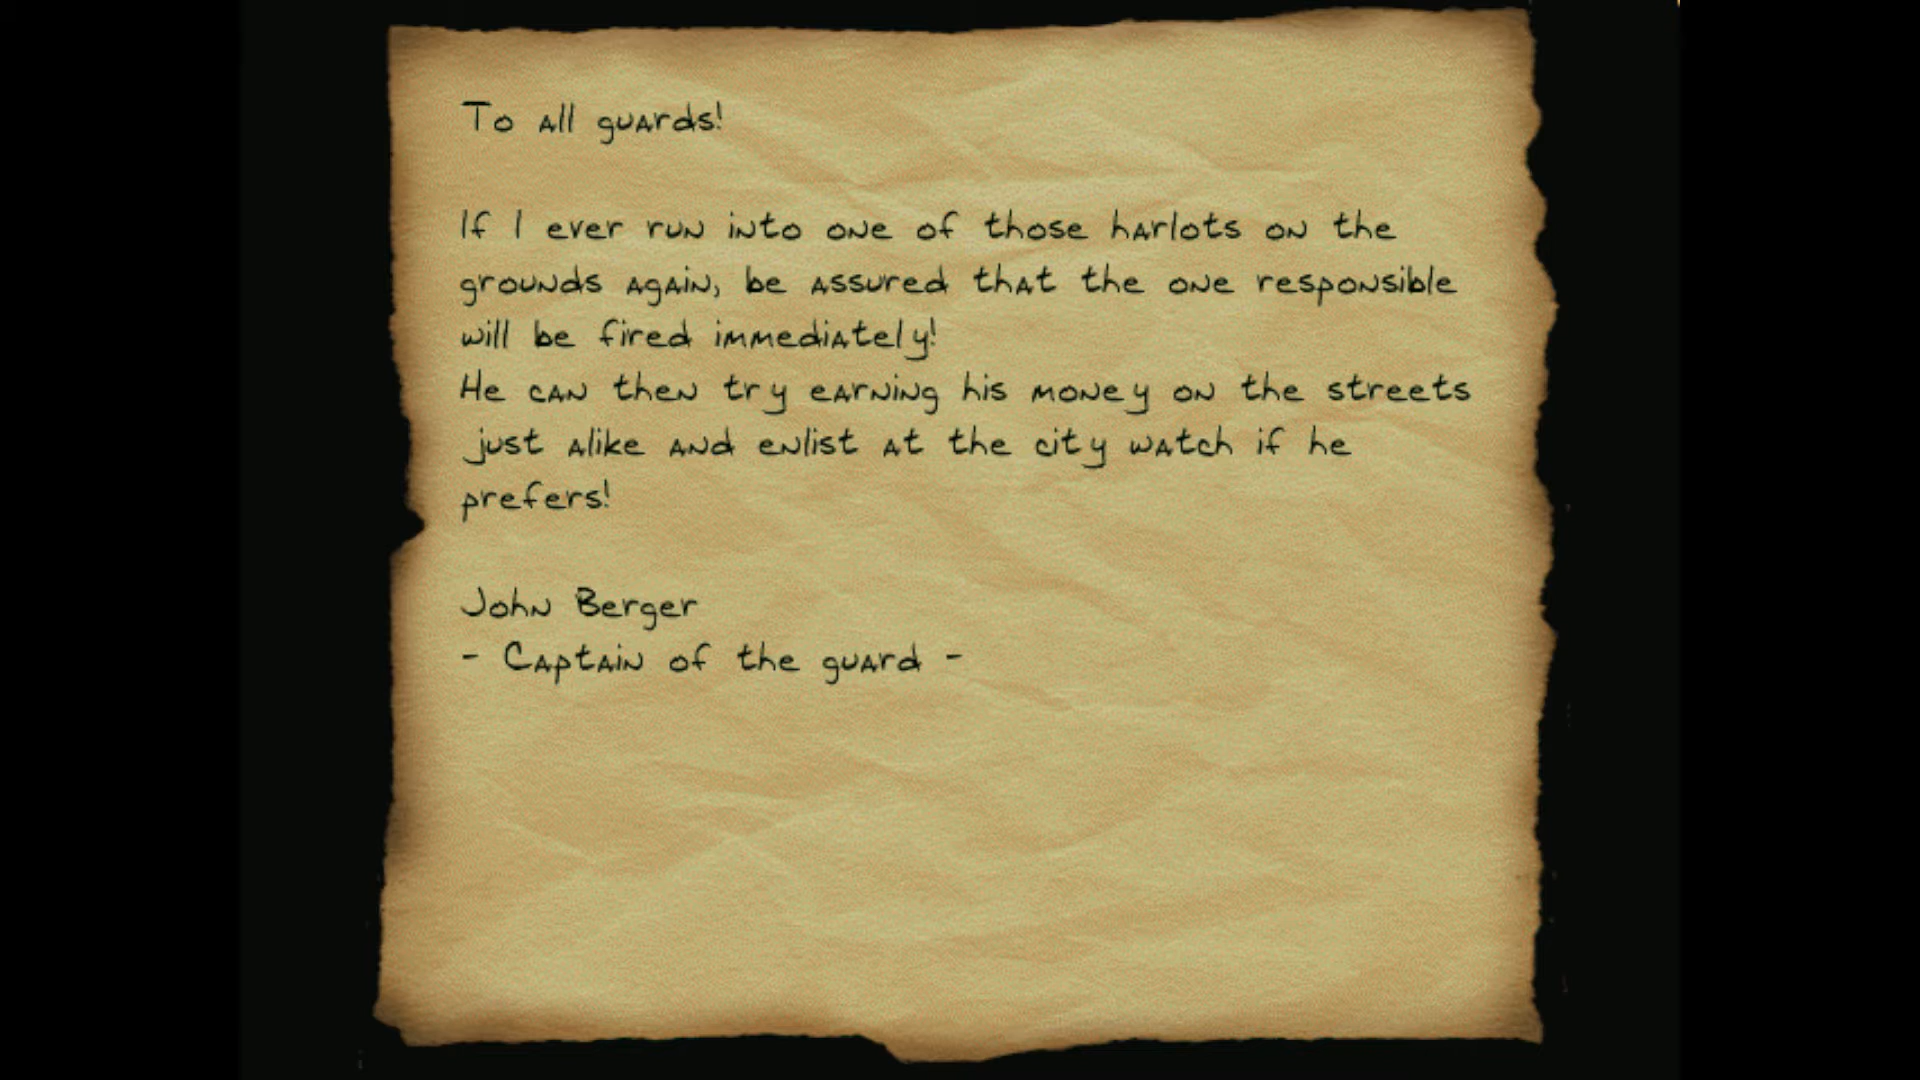 To all guards!
If I ever run into one of those harlots on the
grounds again, be assured that the one responsible
will be fired immediately!
He can then try earning his money on the streets
just alike and enlist at the city watch if he
prefers!
John Berger
- Captain of the guard -